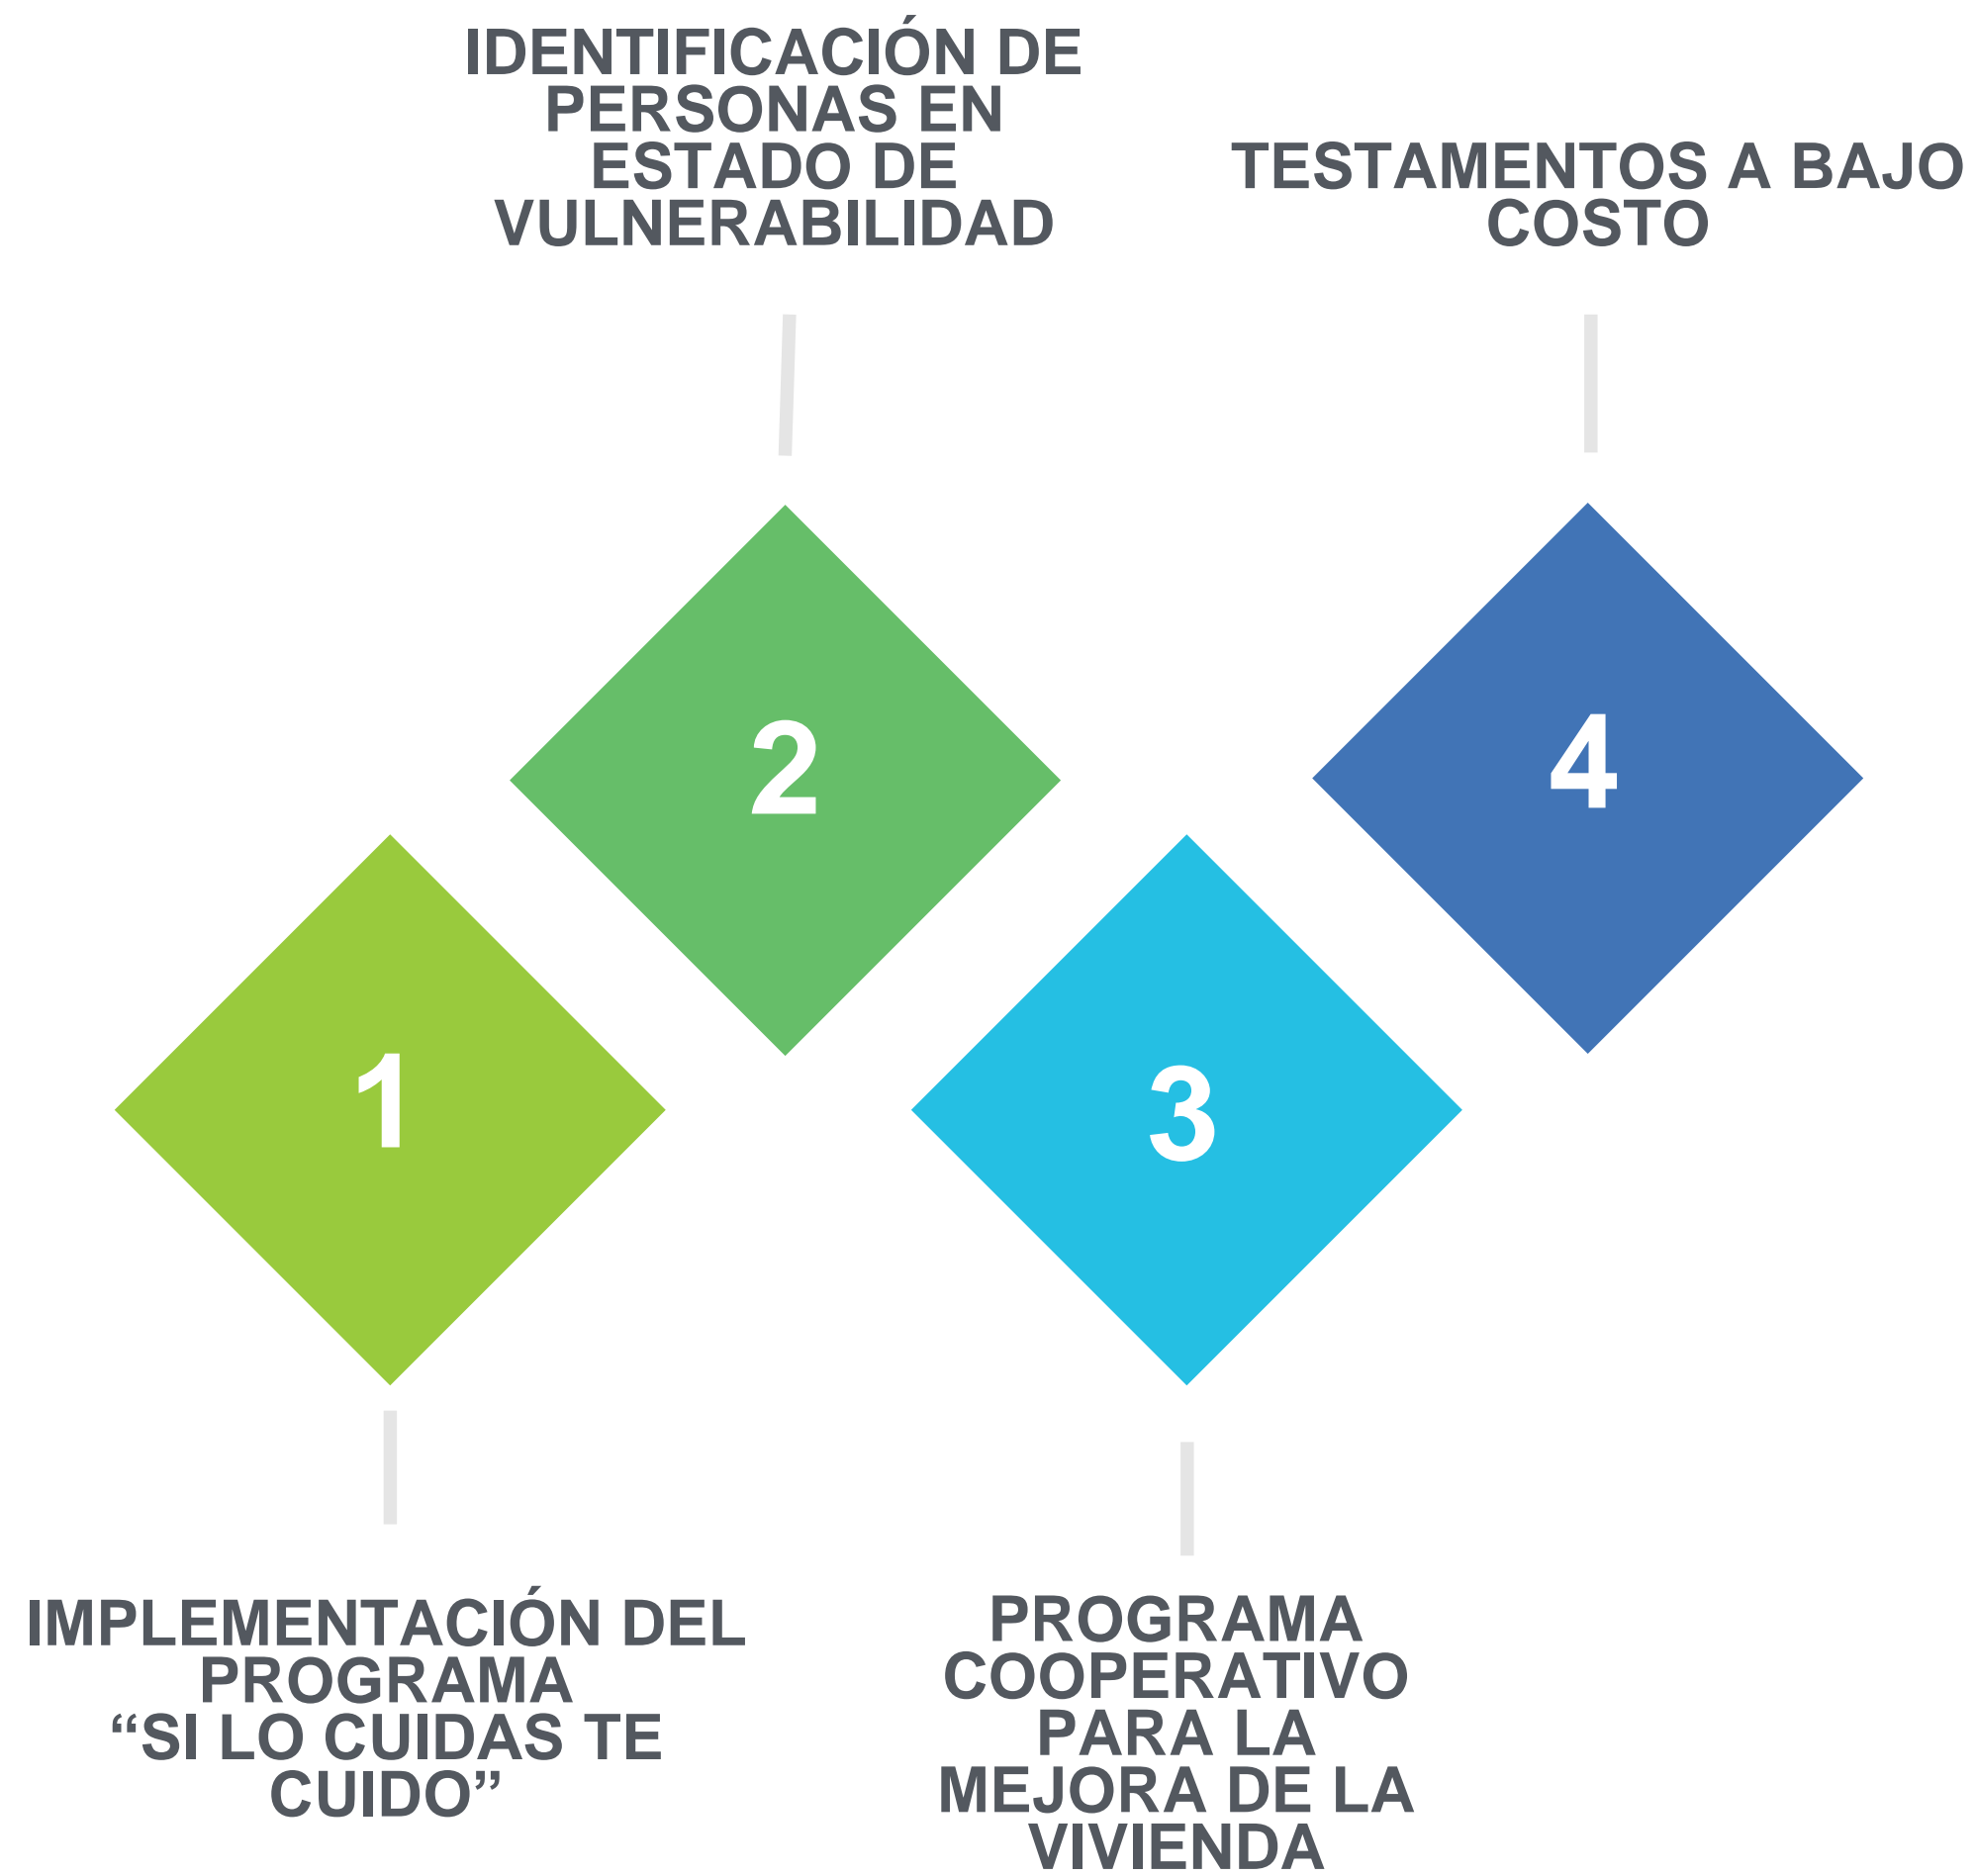 IDENTIFICACIÓN DE
PERSONAS EN
ESTADO DE
VULNERABILIDAD
TESTAMENTOS A BAJO
COSTO
2
4
1
3
IMPLEMENTACIÓN DEL
PROGRAMA
“SI LO CUIDAS TE
CUIDO”
PROGRAMA
COOPERATIVO
PARA LA
MEJORA DE LA
VIVIENDA